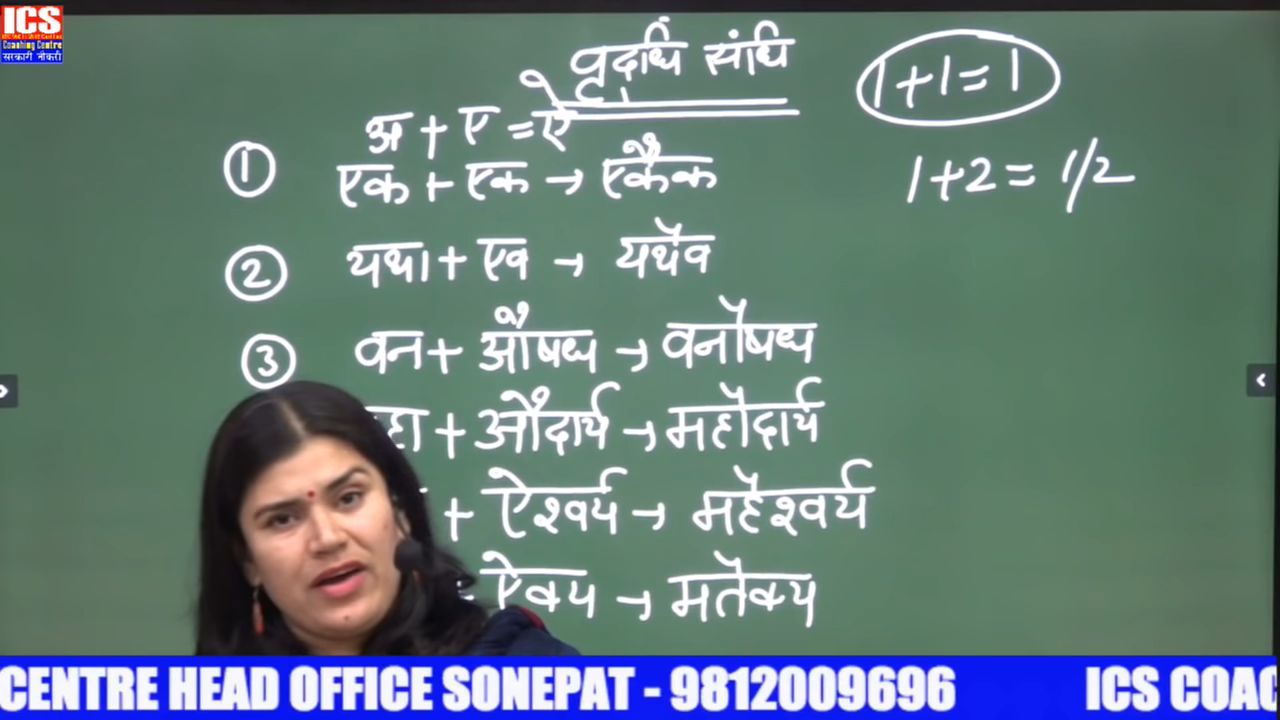 ICS
Coaching Centre
सरकारी नौकरी
वृद्धि संधि
1+1=1
अ + ए = ऐ
1+2= 1/2
① एक + एक → एकैक
② यथा + एव → यथैव
③ वन + औषध → वनौषध
हा + औदार्य → महौदार्य
+ ऐश्वर्य → महैश्वर्य
ऐक्य → मतैक्य
CENTRE HEAD OFFICE SONEPAT - 9812009696 ICS COAC